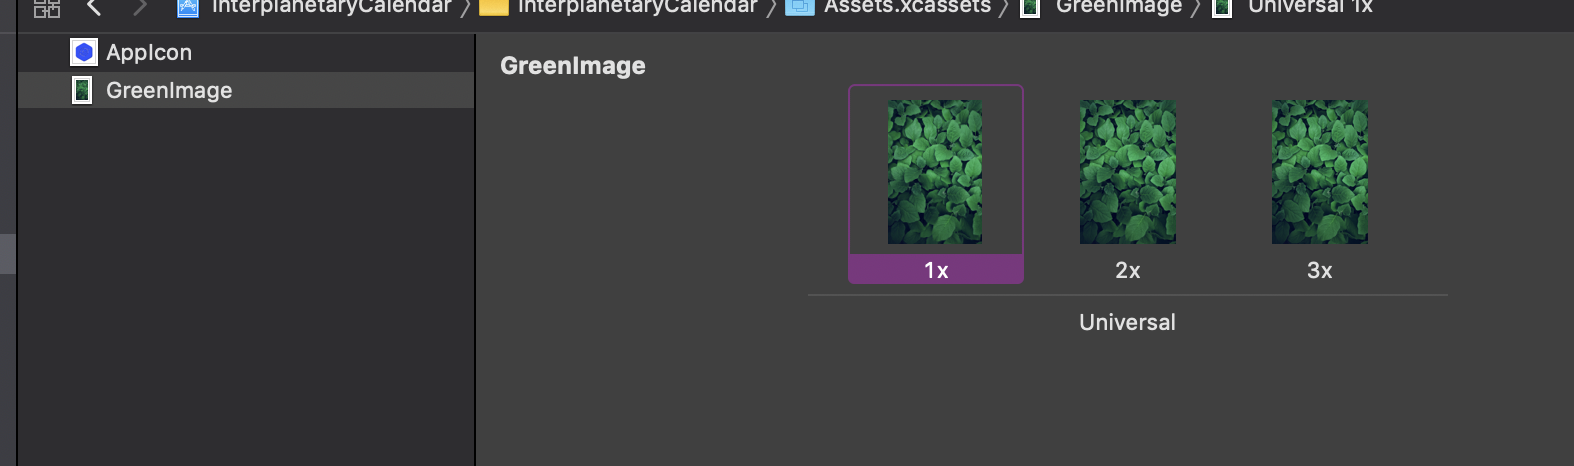 InterplanetaryCalendar InterplanetaryCalendar Assets.xcassets GreenImage Universal 1x
AppIcon
GreenImage
GreenImage
1x 2x 3x
Universal